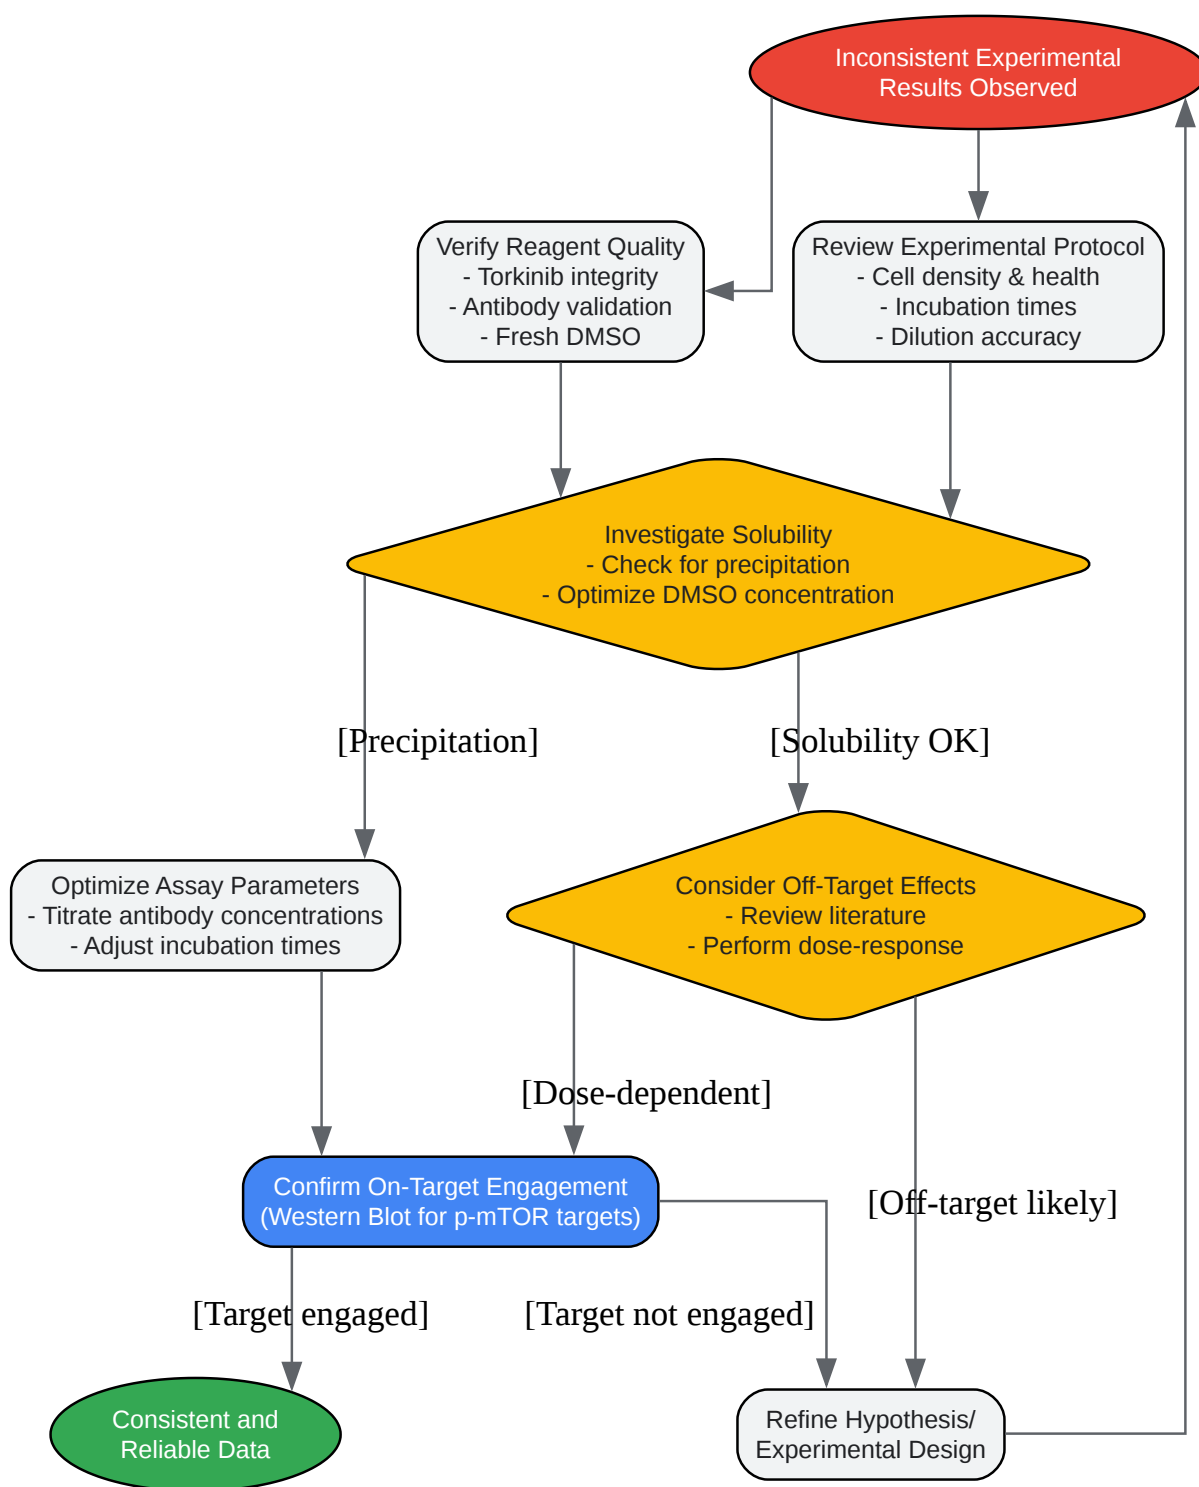 Inconsistent Experimental
Results Observed
Verify Reagent Quality
- Torkinib integrity
- Antibody validation
- Fresh DMSO
Review Experimental Protocol
- Cell density & health
- Incubation times
- Dilution accuracy
Investigate Solubility
- Check for precipitation
- Optimize DMSO concentration
[Precipitation]
[Solubility OK]
Optimize Assay Parameters
- Titrate antibody concentrations
- Adjust incubation times
Consider Off-Target Effects
- Review literature
- Perform dose-response
[Dose-dependent]
Confirm On-Target Engagement
(Western Blot for p-mTOR targets)
[Off-target likely]
[Target engaged]
[Target not engaged]
Consistent and
Reliable Data
Refine Hypothesis/
Experimental Design